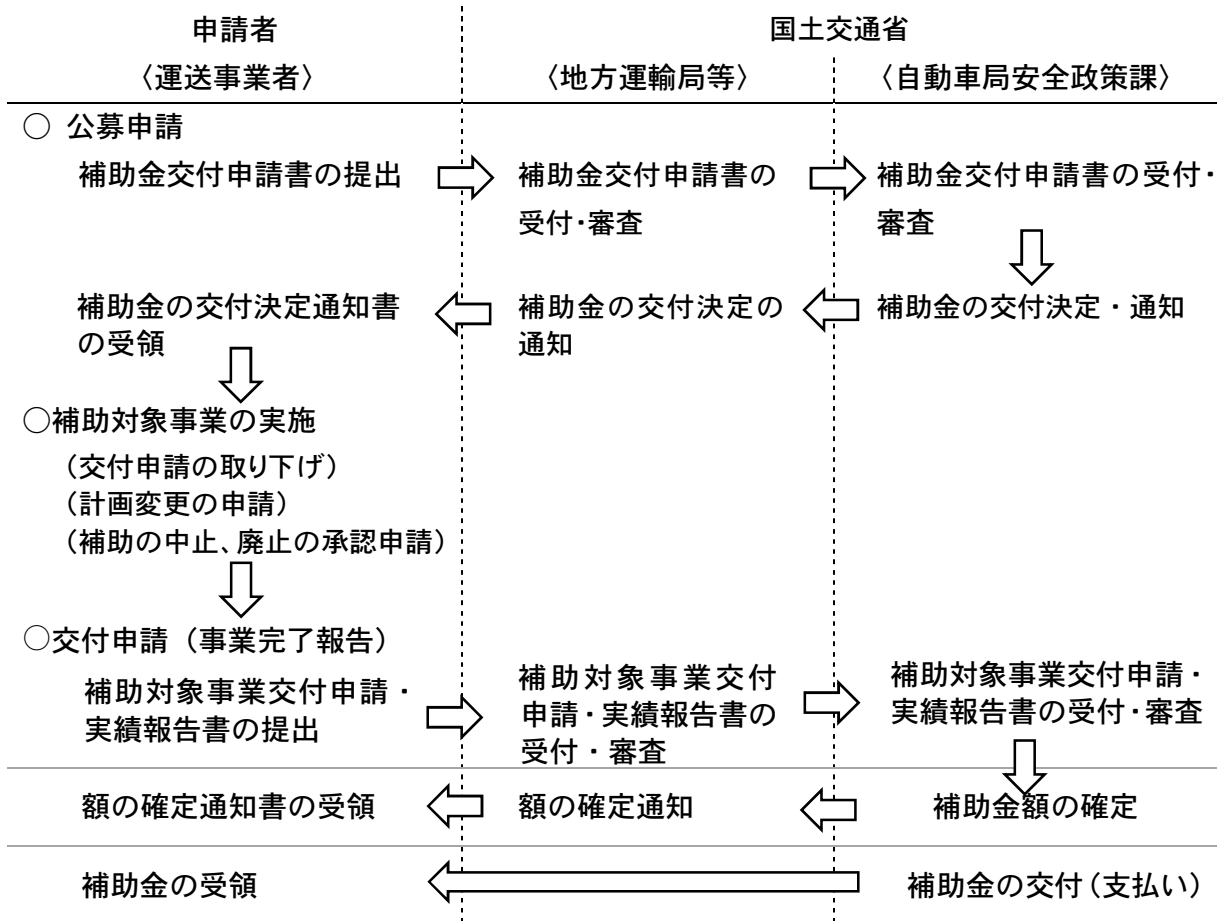 申請者
国土交通省
〈運送事業者〉
〈地方運輸局等〉
〈自動車局安全政策課〉
○ 公募申請
補助金交付申請書の提出
補助金交付申請書の
受付・審査
補助金交付申請書の受付・
審査
補助金の交付決定通知書
の受領
補助金の交付決定の
通知
補助金の交付決定・通知
○補助対象事業の実施
（交付申請の取り下げ）
（計画変更の申請）
（補助の中止、廃止の承認申請）
○交付申請（事業完了報告）
補助対象事業交付申請・
実績報告書の提出
補助対象事業交付
申請・実績報告書の
受付・審査
補助対象事業交付申請・
実績報告書の受付・審査
額の確定通知書の受領
額の確定通知
補助金額の確定
補助金の受領
補助金の交付（支払い）